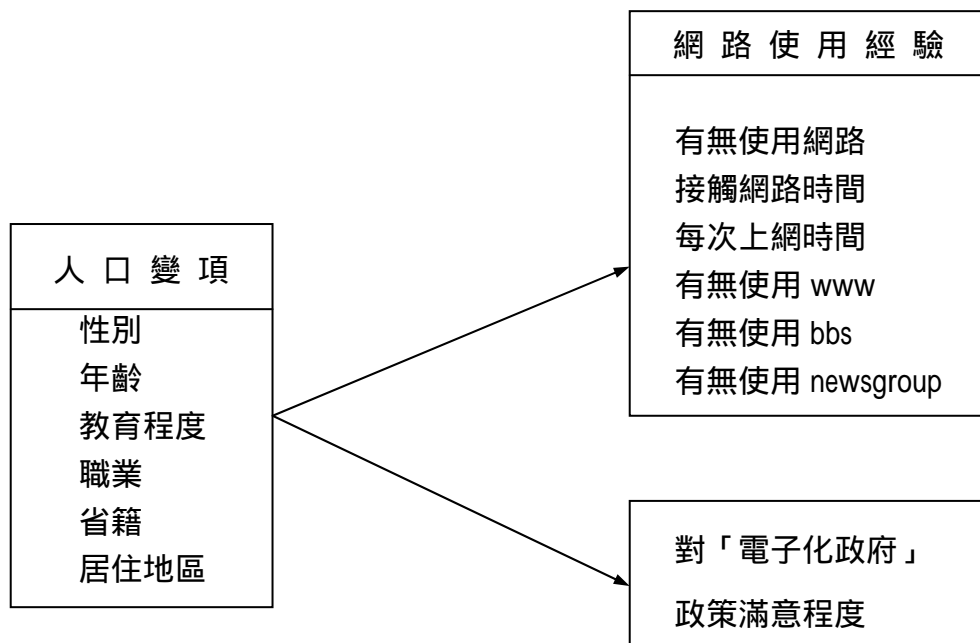 人口變項
性別
年齡
教育程度
職業
省籍
居住地區
網路使用經驗
有無使用網路
接觸網路時間
每次上網時間
有無使用 www
有無使用 bbs
有無使用 newsgroup
對「電子化政府」
政策滿意程度